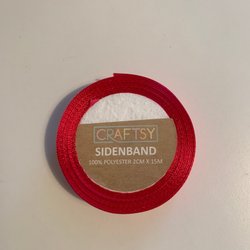 CRAFTSY
SIDENBAND
100% POLYESTER 2CM X 15M